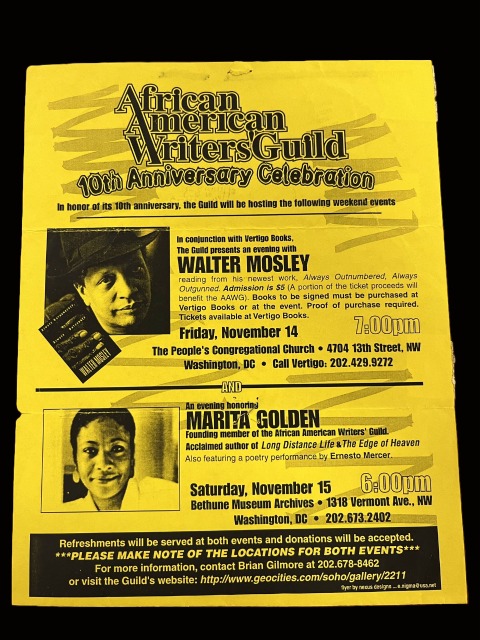 African
American
Writers' Guild
10th Anniversary Celebration
In honor of its 10th anniversary, the Guild will be hosting the following weekend events
In conjunction with Vertigo Books,
The Guild presents an evening with
WALTER MOSLEY
reading from his newest work, Always Outnumbered, Always
Outgunned. Admission is $5 (A portion of the ticket proceeds will
benefit the AAWG). Books to be signed must be purchased at
Vertigo Books or at the event. Proof of purchase required.
Tickets available at Vertigo Books.
WALTER MOSLEY
Friday, November 14 7:00pm
The People's Congregational Church • 4704 13th Street, NW
Washington, DC • Call Vertigo: 202.429.9272
AND
An evening honoring
MARITA GOLDEN
Founding member of the African American Writers' Guild.
Acclaimed author of Long Distance Life & The Edge of Heaven
Also featuring a poetry performance by Ernesto Mercer.
Saturday, November 15 6:00pm
Bethune Museum Archives • 1318 Vermont Ave., NW
Washington, DC • 202.673.2402
Refreshments will be served at both events and donations will be accepted.
***PLEASE MAKE NOTE OF THE LOCATIONS FOR BOTH EVENTS***
For more information, contact Brian Gilmore at 202.678-8462
or visit the Guild's website: http://www.geocities.com/soho/gallery/2211
flyer by nexus designs ... e.nigma@usa.net